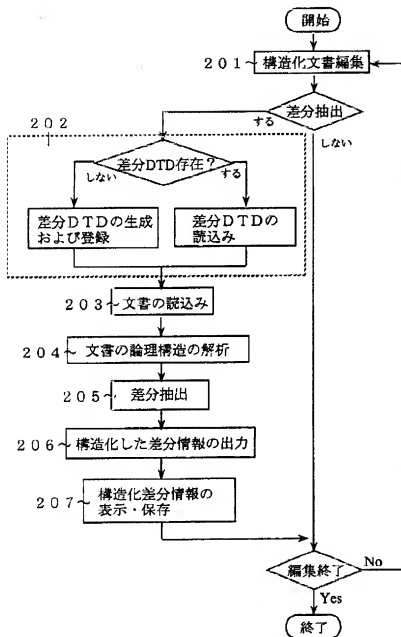 開始
201 構造化文書編集
差分抽出
する
しない
202
差分DTD存在?
しない
する
差分DTDの生成
および登録
差分DTDの
読込み
203 文書の読込み
204 文書の論理構造の解析
205 差分抽出
206 構造化した差分情報の出力
207 構造化差分情報の
表示・保存
編集終了
No
Yes
終了